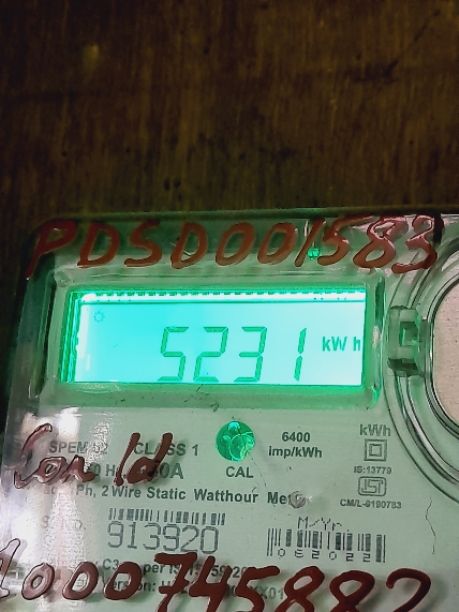 PDSD001583
5231 kWh
CLASS 1
6400
imp/kWh
kWh
CAL
IS:13779
Ph, 2 Wire Static Watthour
CM/L-
Con Id
913920
M/Yr.
062022
1000745882